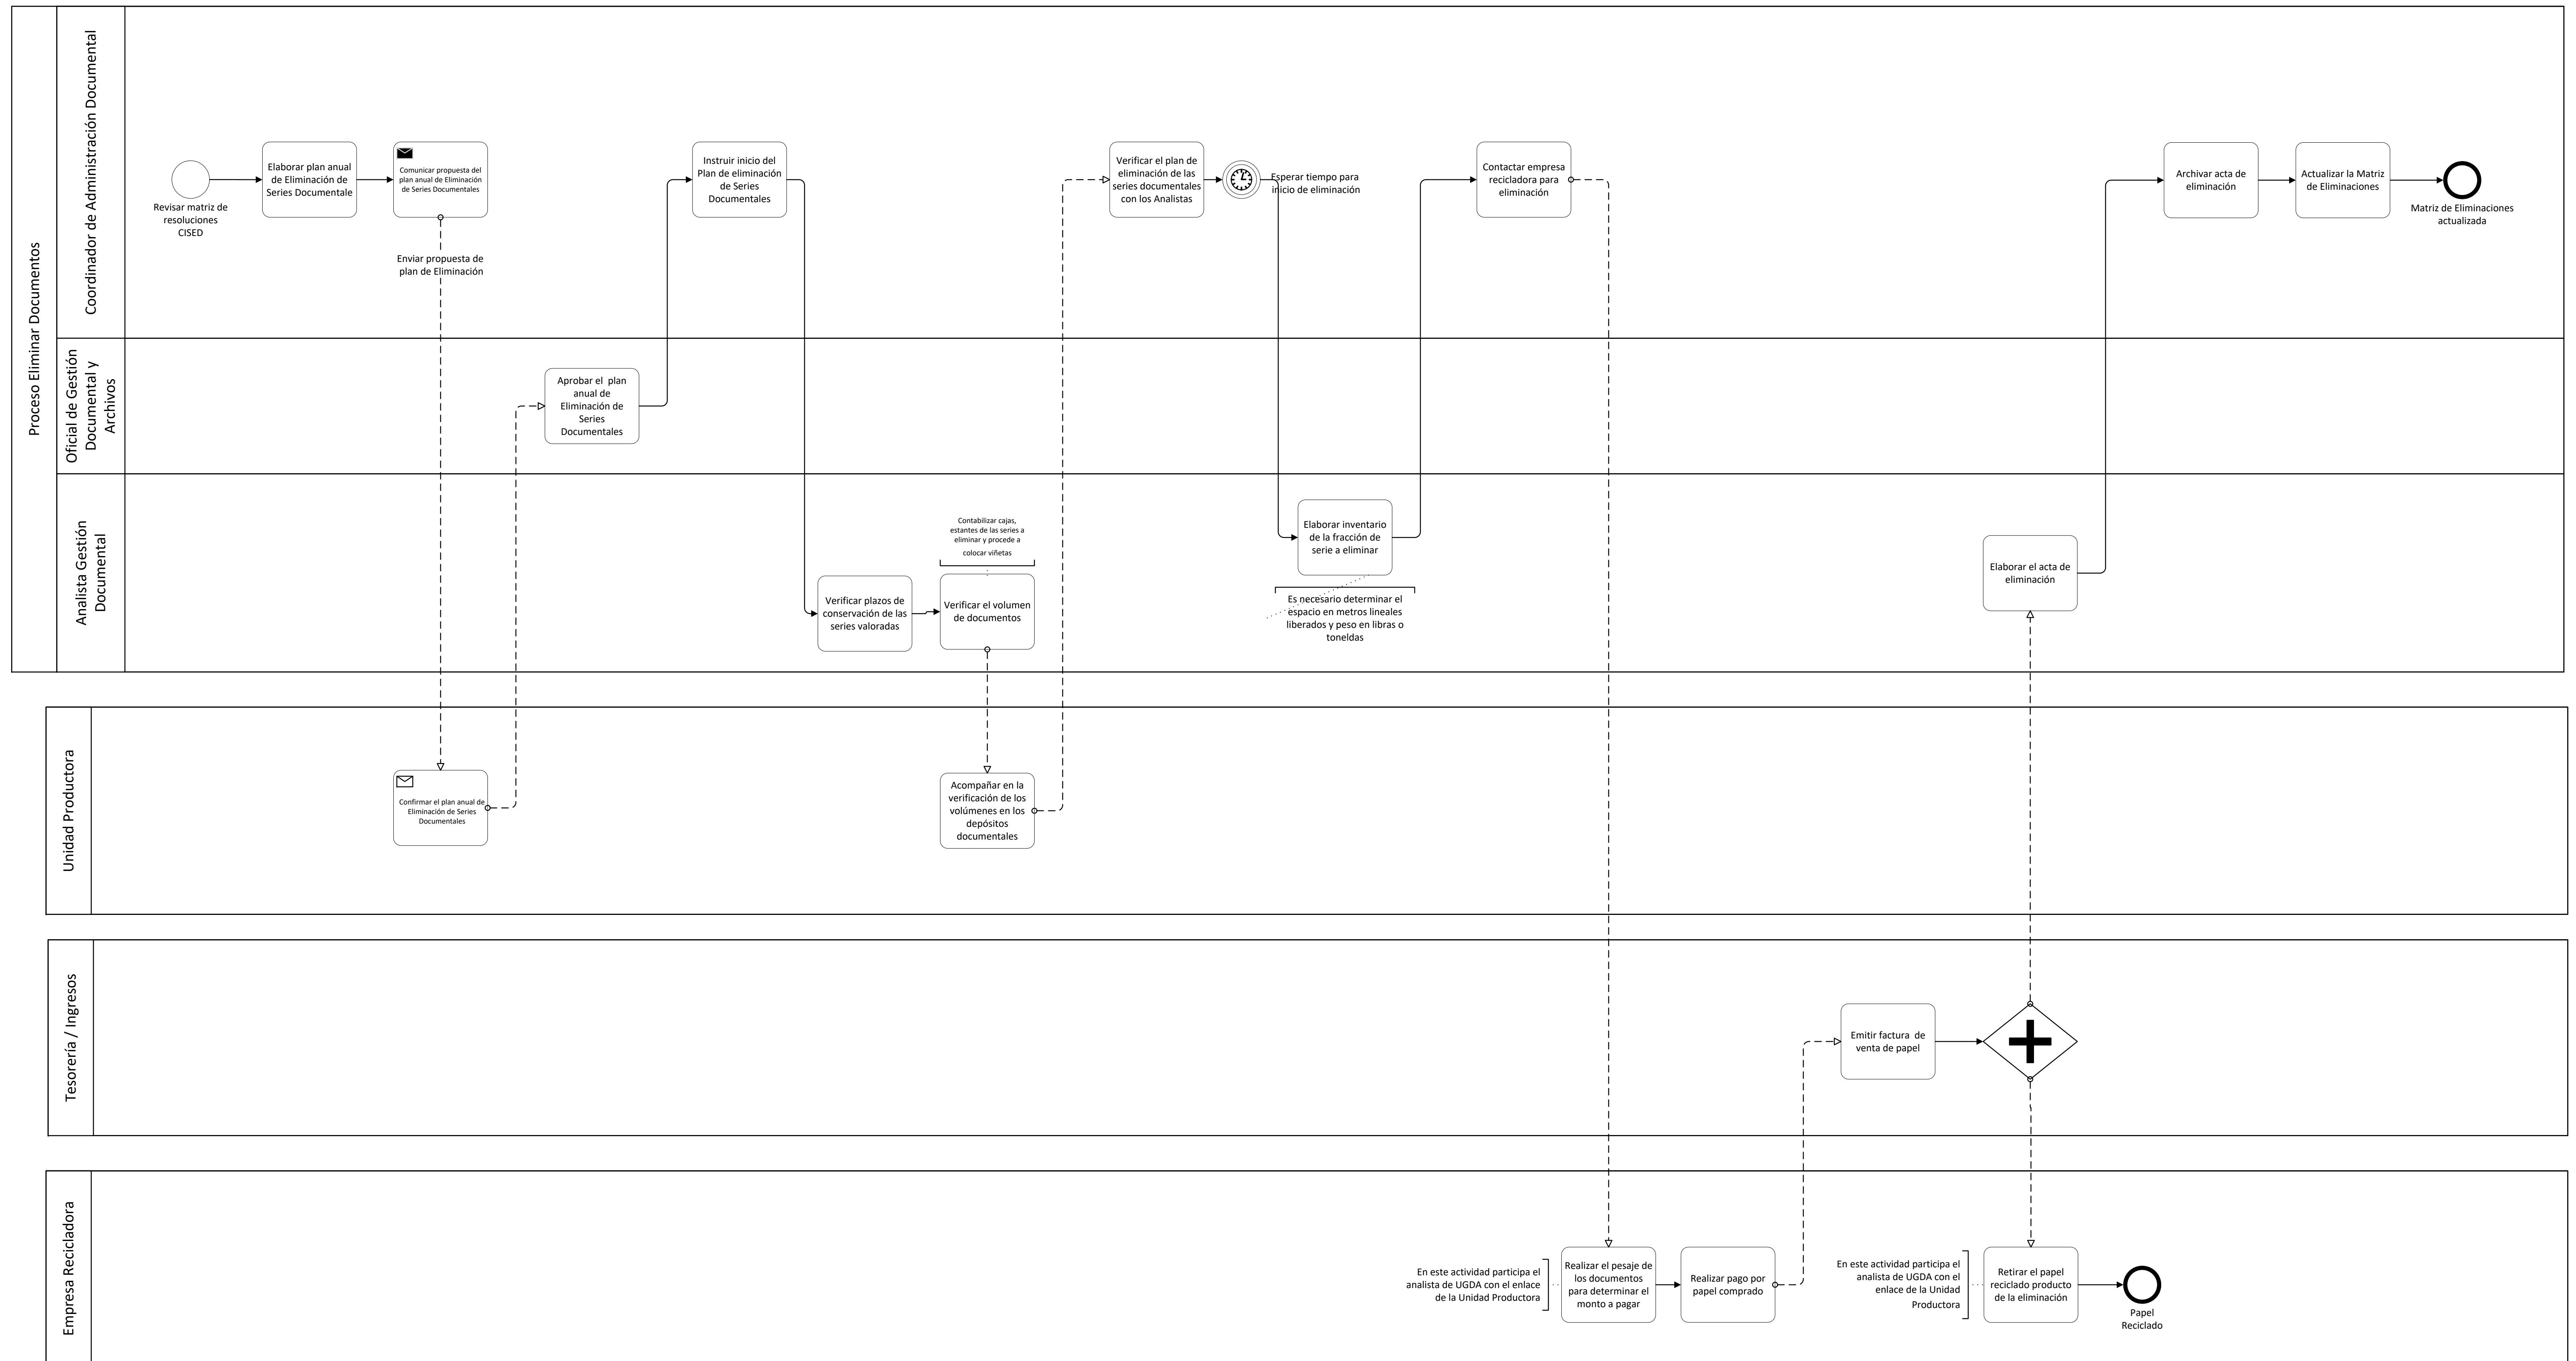 Proceso Eliminar Documentos
Coordinador de Administración Documental
Revisar matriz de
resoluciones
CISED
Elaborar plan anual
de Eliminación de
Series Documentale
Comunicar propuesta del
plan anual de Eliminación
de Series Documentales
Enviar propuesta de
plan de Eliminación
Instruir inicio del
Plan de eliminación
de Series
Documentales
Verificar el plan de
eliminación de las
series documentales
con los Analistas
Esperar tiempo para
inicio de eliminación
Contactar empresa
recicladora para
eliminación
Archivar acta de
eliminación
Actualizar la Matriz
de Eliminaciones
Matriz de Eliminaciones
actualizada
Oficial de Gestión
Documental y
Archivos
Aprobar el plan
anual de
Eliminación de
Series
Documentales
Analista Gestión
Documental
Verificar plazos de
conservación de las
series valoradas
Contabilizar cajas,
estantes de las series a
eliminar y procede a
colocar viñetas
Verificar el volumen
de documentos
Elaborar inventario
de la fracción de
serie a eliminar
Es necesario determinar el
espacio en metros lineales
liberados y peso en libras o
toneldas
Elaborar el acta de
eliminación
Unidad Productora
Confirmar el plan anual de
Eliminación de Series
Documentales
Acompañar en la
verificación de los
volúmenes en los
depósitos
documentales
Tesorería / Ingresos
Emitir factura de
venta de papel
Empresa Recicladora
En este actividad participa el
analista de UGDA con el enlace
de la Unidad Productora
Realizar el pesaje de
los documentos
para determinar el
monto a pagar
Realizar pago por
papel comprado
En este actividad participa el
analista de UGDA con el
enlace de la Unidad
Productora
Retirar el papel
reciclado producto
de la eliminación
Papel
Reciclado